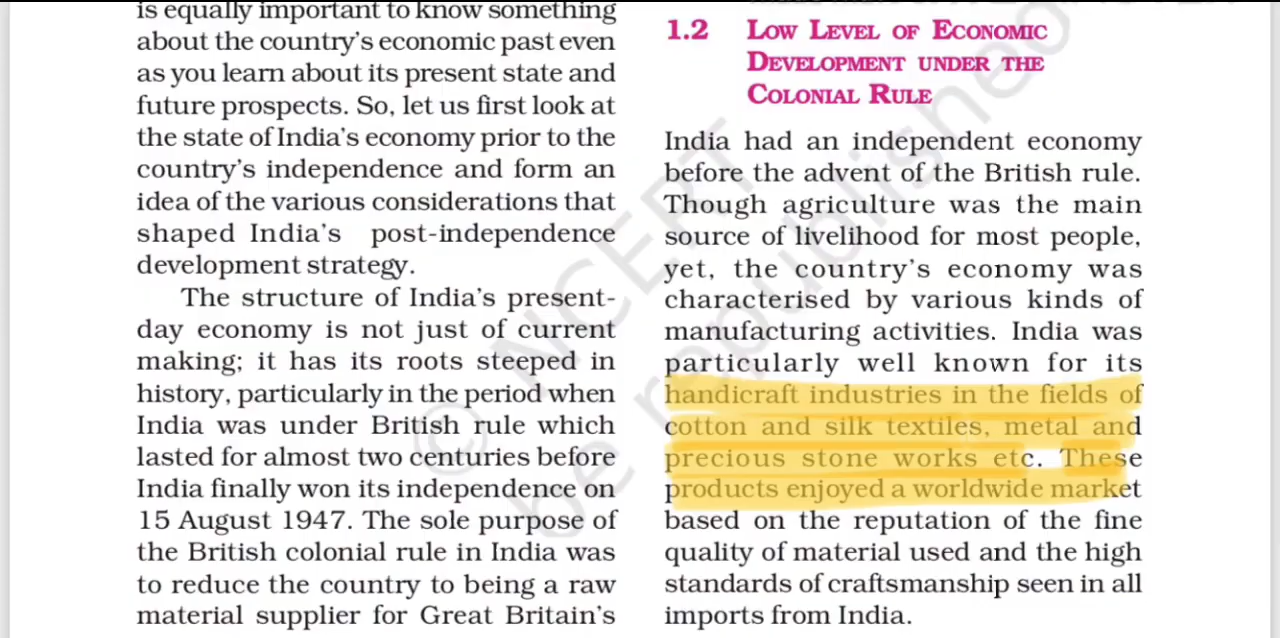 is equally important to know something
about the country's economic past even
as you learn about its present state and
future prospects. So, let us first look at
the state of India's economy prior to the
country's independence and form an
idea of the various considerations that
shaped India's post-independence
development strategy.
The structure of India's present-
day economy is not just of current
making; it has its roots steeped in
history, particularly in the period when
India was under British rule which
lasted for almost two centuries before
India finally won its independence on
15 August 1947. The sole purpose of
the British colonial rule in India was
to reduce the country to being a raw
material supplier for Great Britain's
1.2 LOW LEVEL OF ECONOMIC
DEVELOPMENT UNDER THE
COLONIAL RULE
India had an independent economy
before the advent of the British rule.
Though agriculture was the main
source of livelihood for most people,
yet, the country's economy was
characterised by various kinds of
manufacturing activities. India was
particularly well known for its
handicraft industries in the fields of
cotton and silk textiles, metal and
precious stone works etc. These
products enjoyed a worldwide market
based on the reputation of the fine
quality of material used and the high
standards of craftsmanship seen in all
imports from India.
© NCERT
be republished